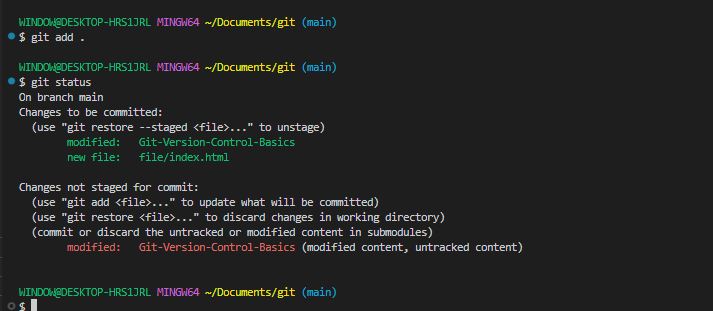 WINDOW@DESKTOP-HRS1JRL MINGW64 ~/Documents/git (main)
$ git add .
WINDOW@DESKTOP-HRS1JRL MINGW64 ~/Documents/git (main)
$ git status
On branch main
Changes to be committed:
  (use "git restore --staged <file>..." to unstage)
        modified:   Git-Version-Control-Basics
        new file:   file/index.html
Changes not staged for commit:
  (use "git add <file>..." to update what will be committed)
  (use "git restore <file>..." to discard changes in working directory)
  (commit or discard the untracked or modified content in submodules)
        modified:   Git-Version-Control-Basics (modified content, untracked content)
WINDOW@DESKTOP-HRS1JRL MINGW64 ~/Documents/git (main)
$